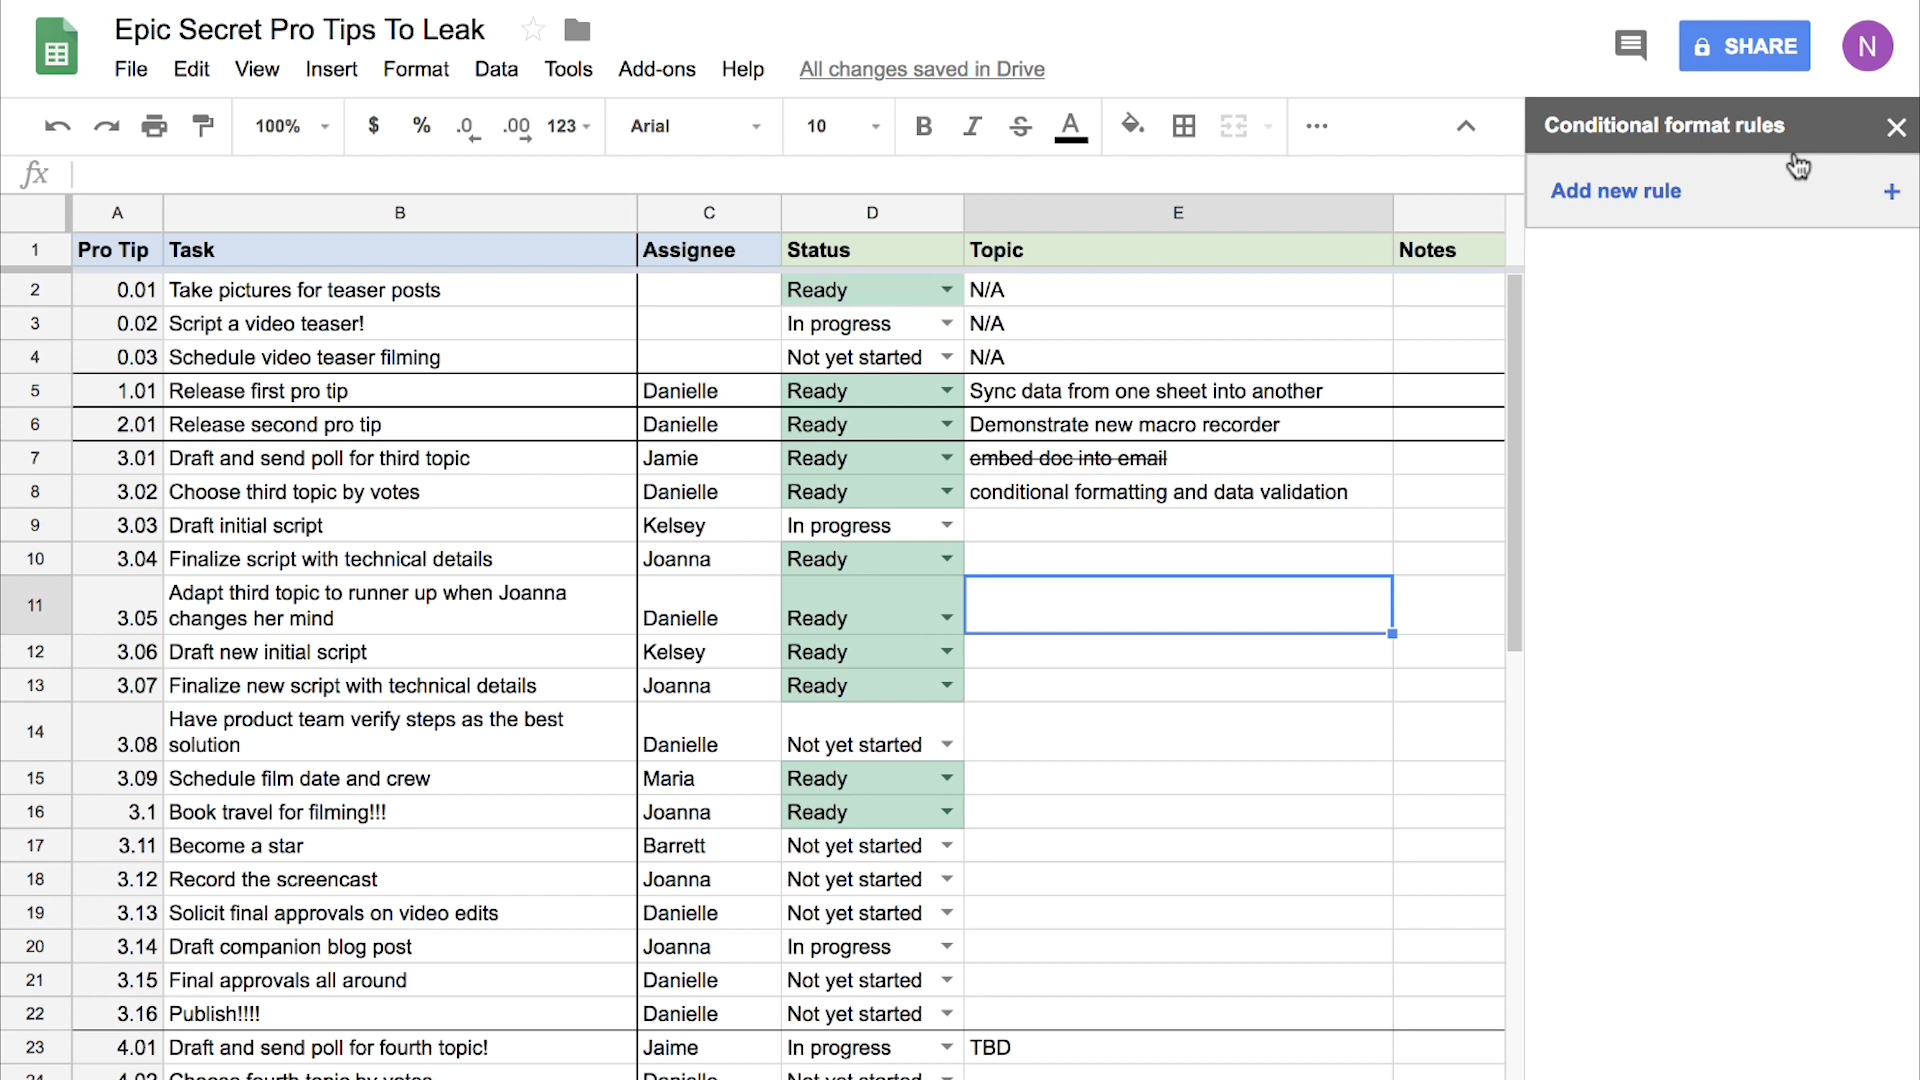 Epic Secret Pro Tips To Leak
File Edit View Insert Format Data Tools Add-ons Help All changes saved in Drive
SHARE
N
100% $ % .0 .00 123 Arial 10 B I S A
Conditional format rules
Add new rule
fx
A B C D E
1 Pro Tip Task Assignee Status Topic Notes
2 0.01 Take pictures for teaser posts Ready N/A
3 0.02 Script a video teaser! In progress N/A
4 0.03 Schedule video teaser filming Not yet started N/A
5 1.01 Release first pro tip Danielle Ready Sync data from one sheet into another
6 2.01 Release second pro tip Danielle Ready Demonstrate new macro recorder
7 3.01 Draft and send poll for third topic Jamie Ready embed doc into email
8 3.02 Choose third topic by votes Danielle Ready conditional formatting and data validation
9 3.03 Draft initial script Kelsey In progress
10 3.04 Finalize script with technical details Joanna Ready
Adapt third topic to runner up when Joanna
11 3.05 changes her mind Danielle Ready
12 3.06 Draft new initial script Kelsey Ready
13 3.07 Finalize new script with technical details Joanna Ready
Have product team verify steps as the best
14 3.08 solution Danielle Not yet started
15 3.09 Schedule film date and crew Maria Ready
16 3.1 Book travel for filming!!! Joanna Ready
17 3.11 Become a star Barrett Not yet started
18 3.12 Record the screencast Joanna Not yet started
19 3.13 Solicit final approvals on video edits Danielle Not yet started
20 3.14 Draft companion blog post Joanna In progress
21 3.15 Final approvals all around Danielle Not yet started
22 3.16 Publish!!!! Danielle Not yet started
23 4.01 Draft and send poll for fourth topic! Jaime In progress TBD
24 4.02 Choose fourth topic by votes Danielle Not yet started